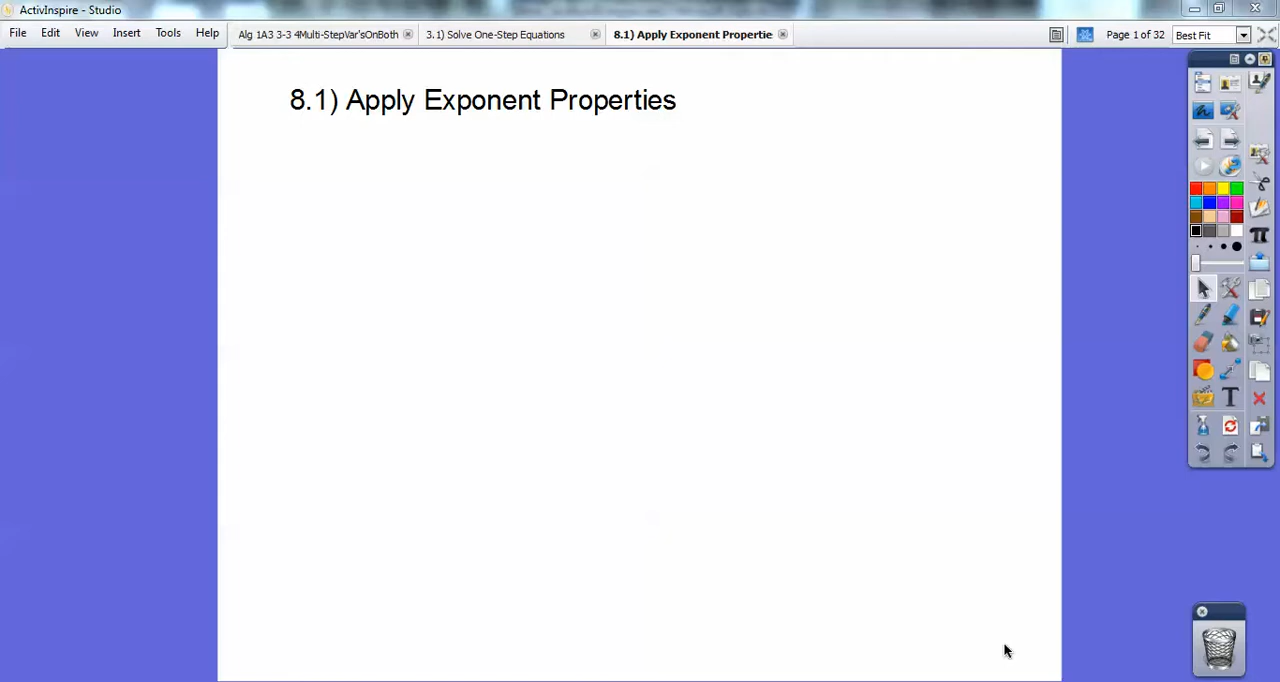 ActivInspire - Studio
File Edit View Insert Tools Help
Alg 1A3 3-3 4Multi-StepVar'sOnBoth 3.1) Solve One-Step Equations 8.1) Apply Exponent Propertie Page 1 of 32 Best Fit
8.1) Apply Exponent Properties